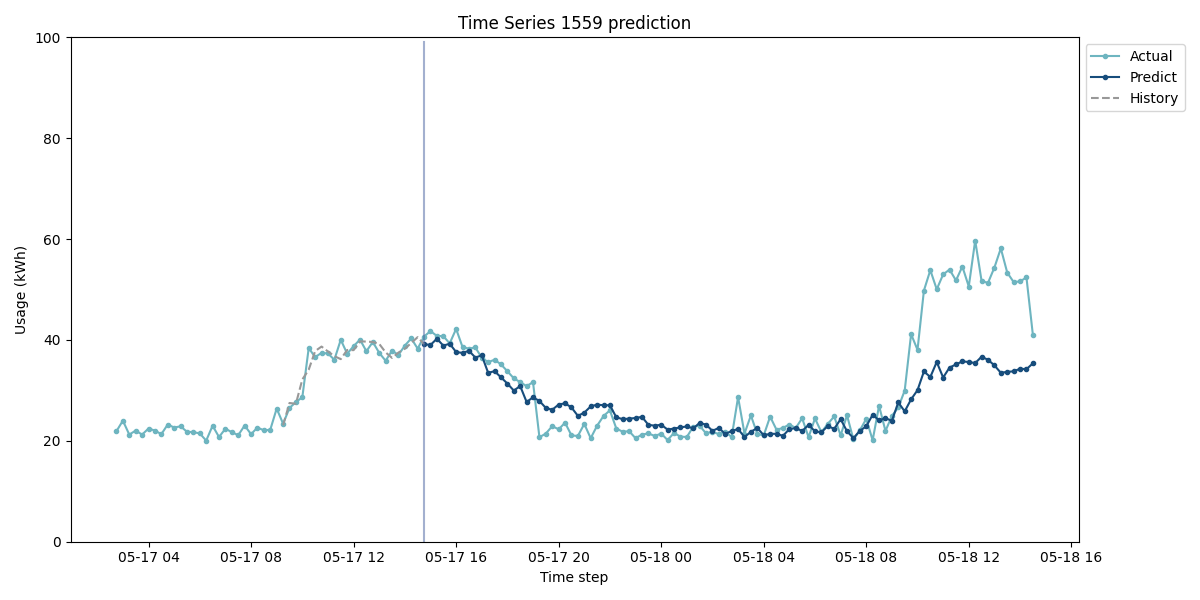 Time Series 1559 prediction
Actual
Predict
History
Usage (kWh)
100
80
60
40
20
0
05-17 04
05-17 08
05-17 12
05-17 16
05-17 20
05-18 00
05-18 04
05-18 08
05-18 12
05-18 16
Time step